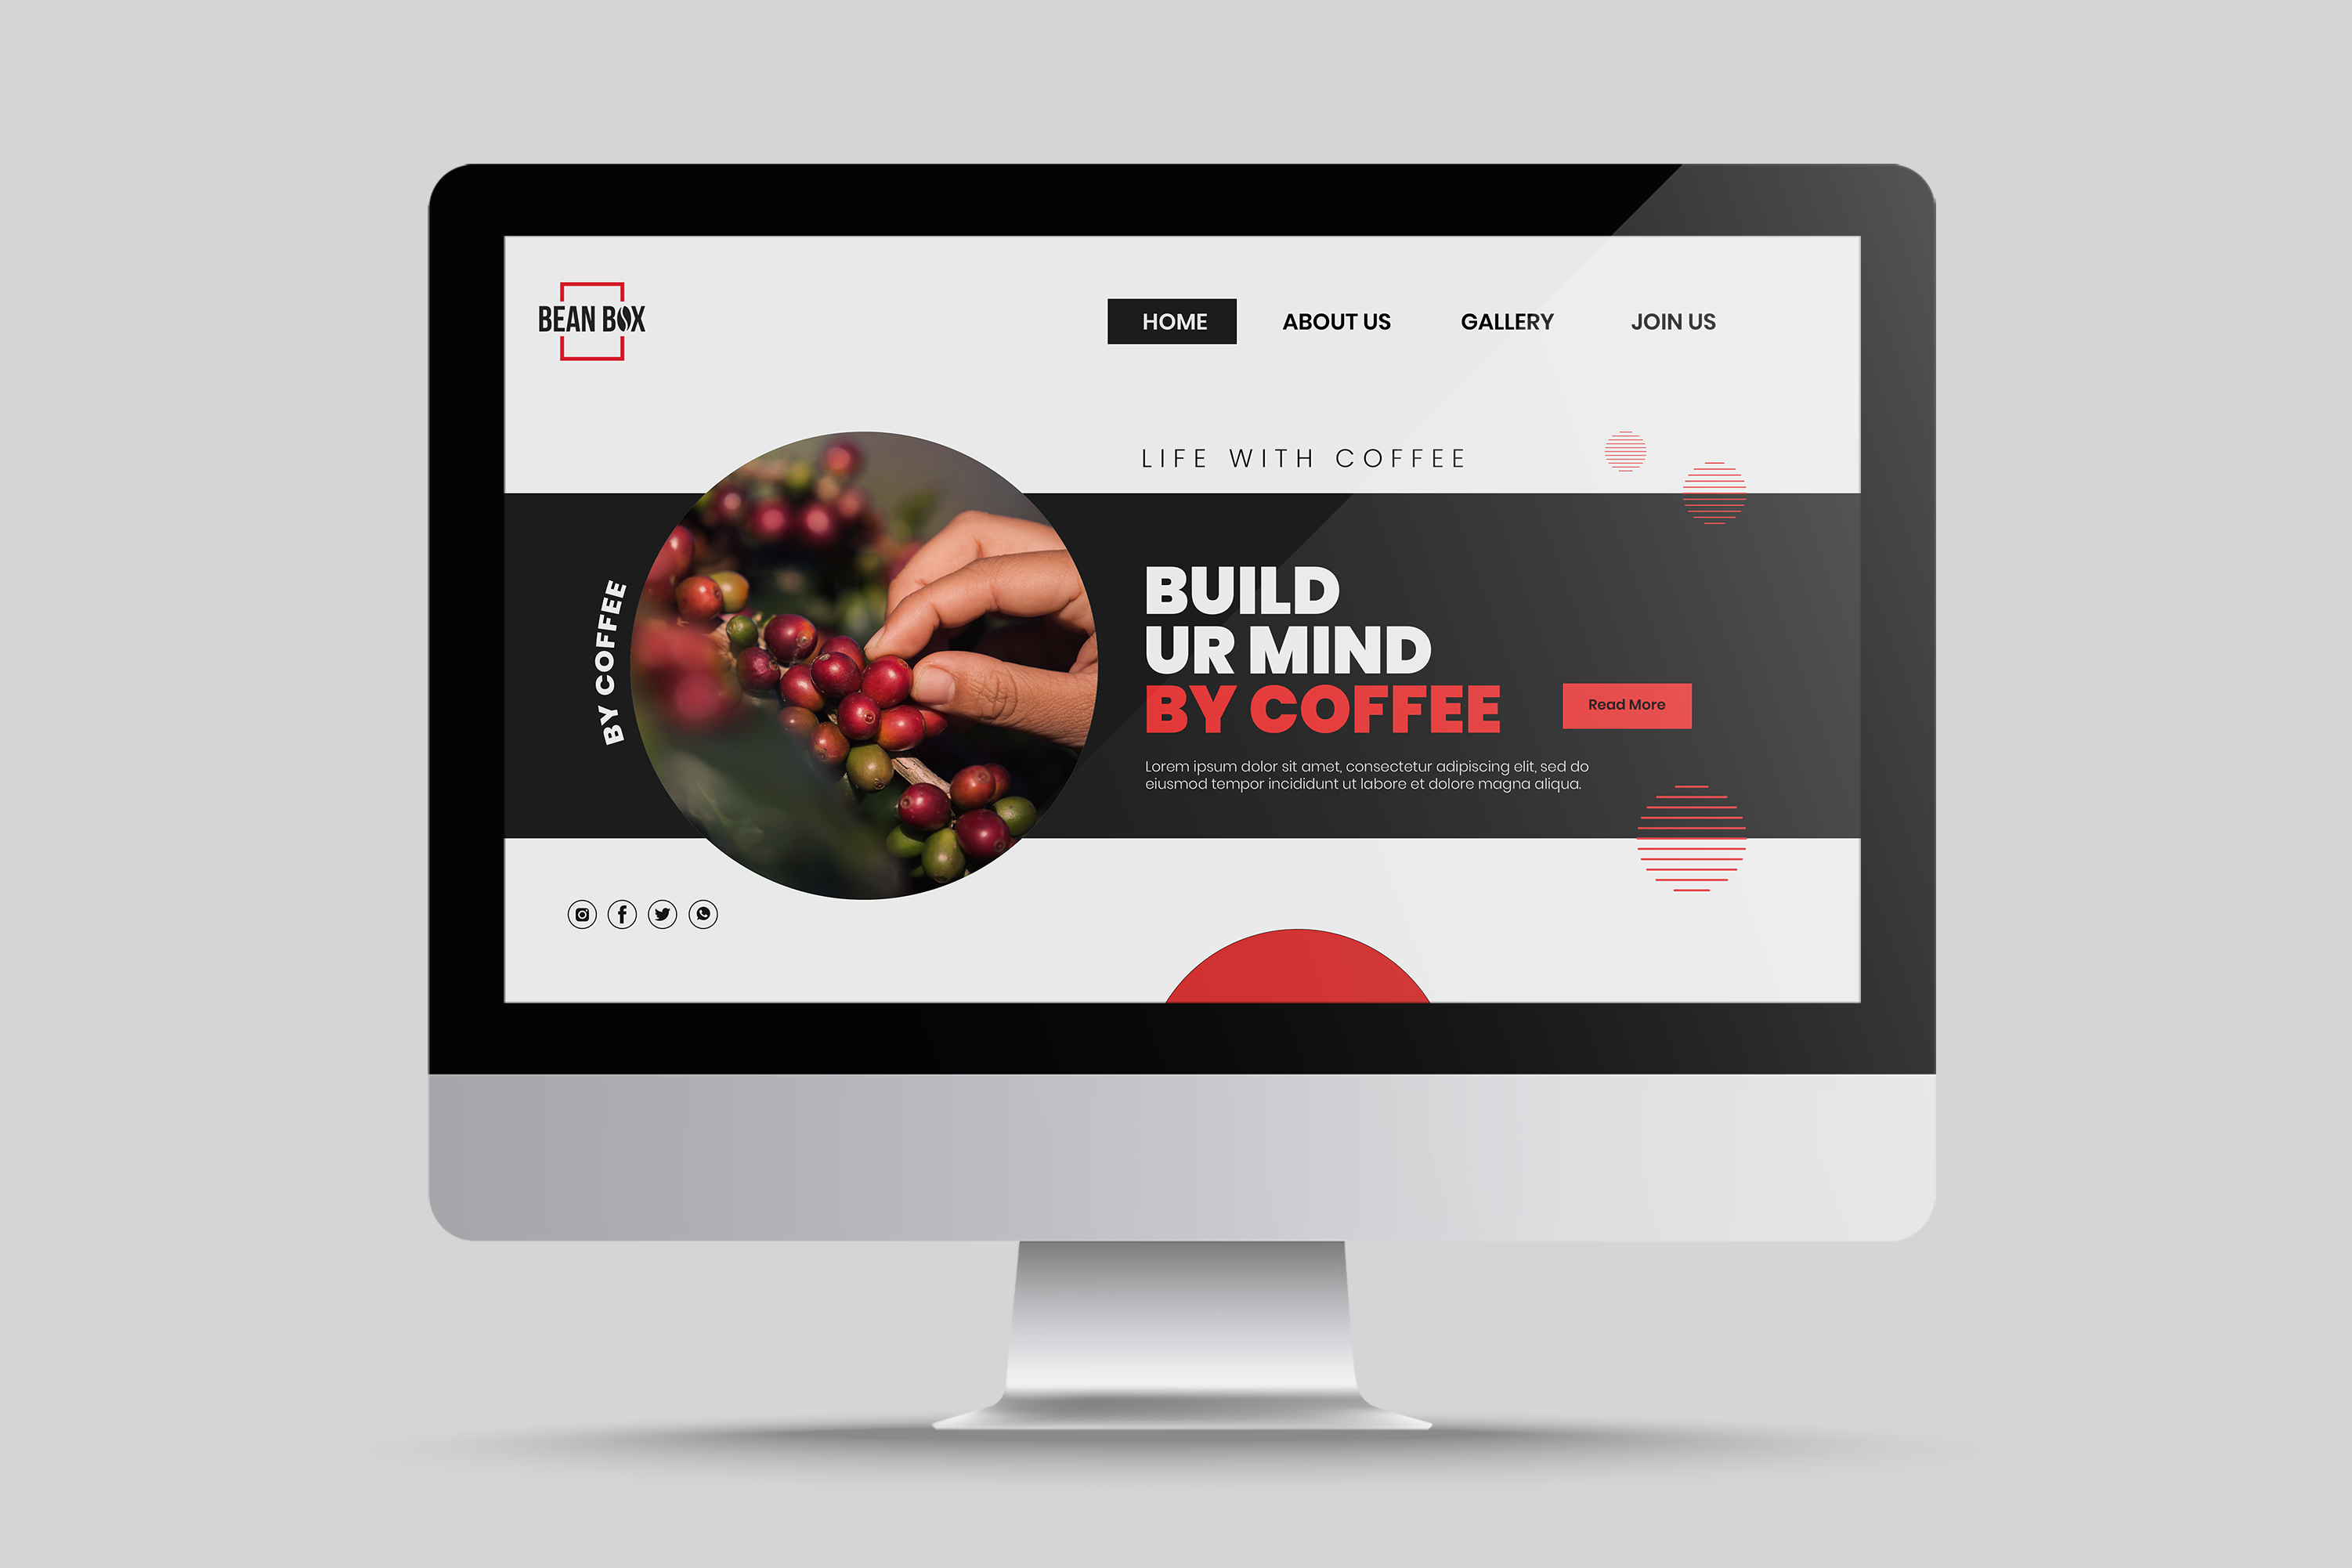 BEAN BOX
HOME
ABOUT US
GALLERY
JOIN US
LIFE WITH COFFEE
BY COFFEE
BUILD
UR MIND
BY COFFEE
Read More
Lorem ipsum dolor sit amet, consectetur adipiscing elit, sed do
eiusmod tempor incididunt ut labore et dolore magna aliqua.